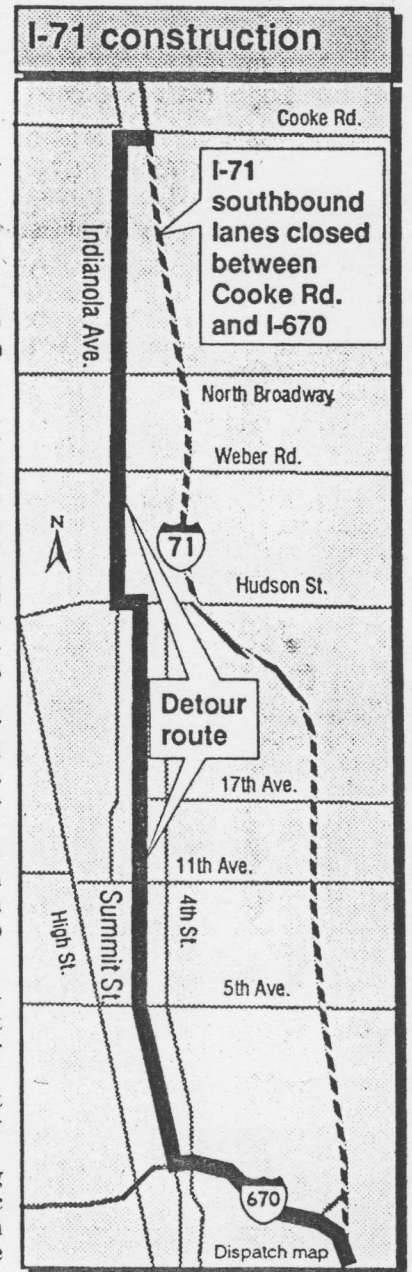 I-71 construction
Cooke Rd.
I-71
southbound
lanes closed
between
Cooke Rd.
and I-670
Indianola Ave.
North Broadway
Weber Rd.
N
71
Hudson St.
Detour
route
17th Ave.
11th Ave.
High St.
Summit St.
4th St.
5th Ave.
670
Dispatch map